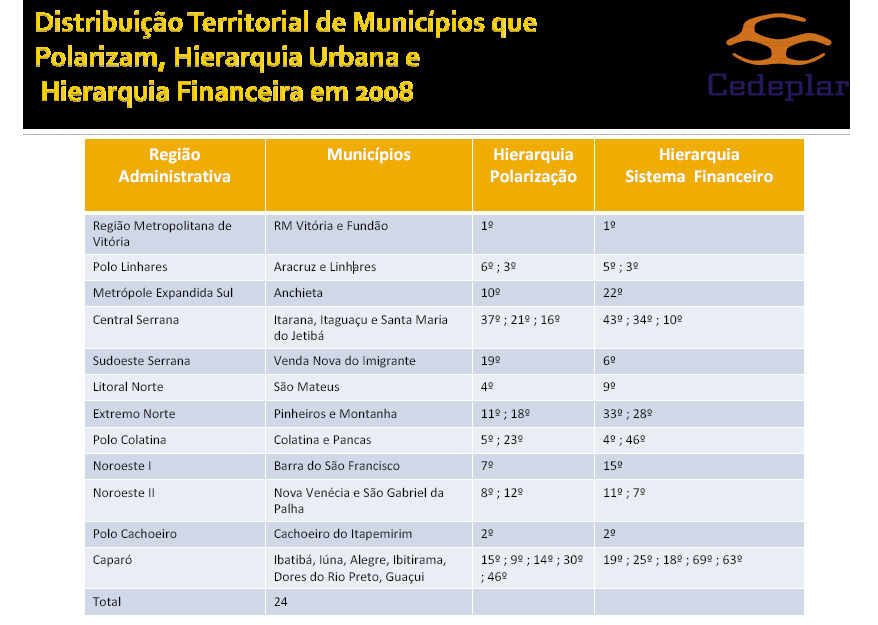 Distribuição Territorial de Municípios que
Polarizam, Hierarquia Urbana e
Hierarquia Financeira em 2008
Cedeplar
Região
Administrativa
Municípios
Hierarquia
Polarização
Hierarquia
Sistema Financeiro
Região Metropolitana de
Vitória
RM Vitória e Fundão
1º
1º
Polo Linhares
Aracruz e Linhares
6º ; 3º
5º ; 3º
Metrópole Expandida Sul
Anchieta
10º
22º
Central Serrana
Itarana, Itaguaçu e Santa Maria
do Jetibá
37º ; 21º ; 16º
43º ; 34º ; 10º
Sudoeste Serrana
Venda Nova do Imigrante
19º
6º
Litoral Norte
São Mateus
4º
9º
Extremo Norte
Pinheiros e Montanha
11º ; 18º
33º ; 28º
Polo Colatina
Colatina e Pancas
5º ; 23º
4º ; 46º
Noroeste I
Barra do São Francisco
7º
15º
Noroeste II
Nova Venécia e São Gabriel da
Palha
8º ; 12º
11º ; 7º
Polo Cachoeiro
Cachoeiro do Itapemirim
2º
2º
Caparó
Ibatibá, Iúna, Alegre, Ibitirama,
Dores do Rio Preto, Guaçui
15º ; 9º ; 14º ; 30º
; 46º
19º ; 25º ; 18º ; 69º ; 63º
Total
24